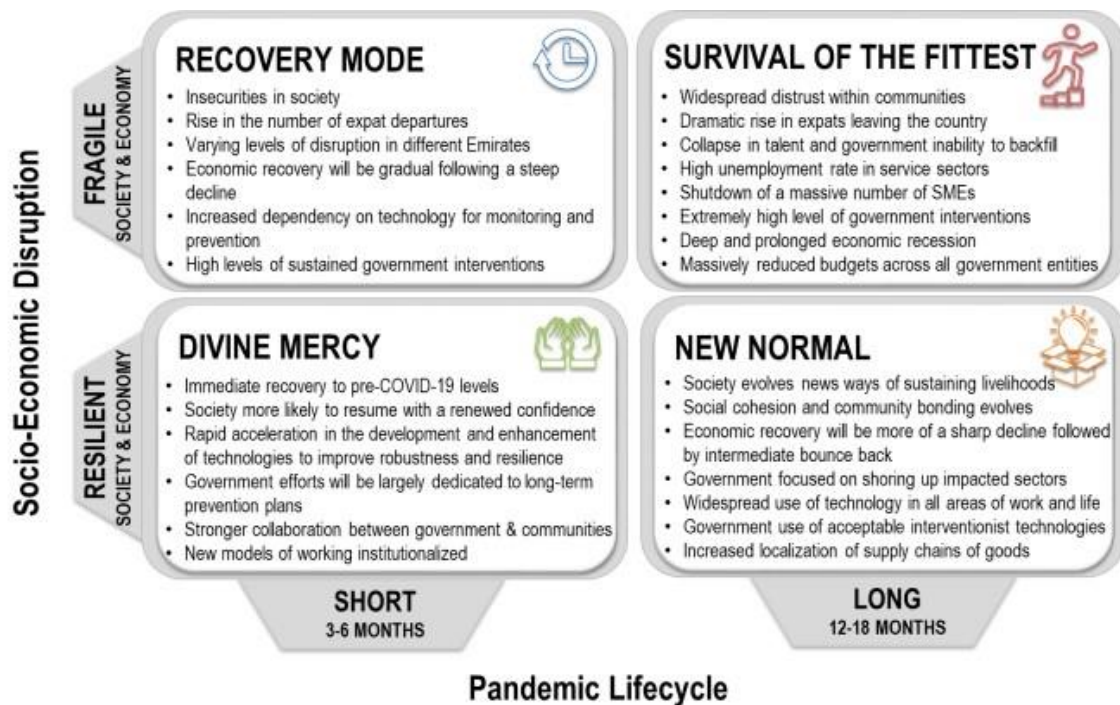 Socio-Economic Disruption
FRAGILE
SOCIETY & ECONOMY
RECOVERY MODE
• Insecurities in society
• Rise in the number of expat departures
• Varying levels of disruption in different Emirates
• Economic recovery will be gradual following a steep
decline
• Increased dependency on technology for monitoring and
prevention
• High levels of sustained government interventions
SURVIVAL OF THE FITTEST
• Widespread distrust within communities
• Dramatic rise in expats leaving the country
• Collapse in talent and government inability to backfill
• High unemployment rate in service sectors
• Shutdown of a massive number of SMEs
• Extremely high level of government interventions
• Deep and prolonged economic recession
• Massively reduced budgets across all government entities
RESILIENT
SOCIETY & ECONOMY
DIVINE MERCY
• Immediate recovery to pre-COVID-19 levels
• Society more likely to resume with a renewed confidence
• Rapid acceleration in the development and enhancement
of technologies to improve robustness and resilience
• Government efforts will be largely dedicated to long-term
prevention plans
• Stronger collaboration between government & communities
• New models of working institutionalized
NEW NORMAL
• Society evolves news ways of sustaining livelihoods
• Social cohesion and community bonding evolves
• Economic recovery will be more of a sharp decline followed
by intermediate bounce back
• Government focused on shoring up impacted sectors
• Widespread use of technology in all areas of work and life
• Government use of acceptable interventionist technologies
• Increased localization of supply chains of goods
SHORT
3-6 MONTHS
LONG
12-18 MONTHS
Pandemic Lifecycle